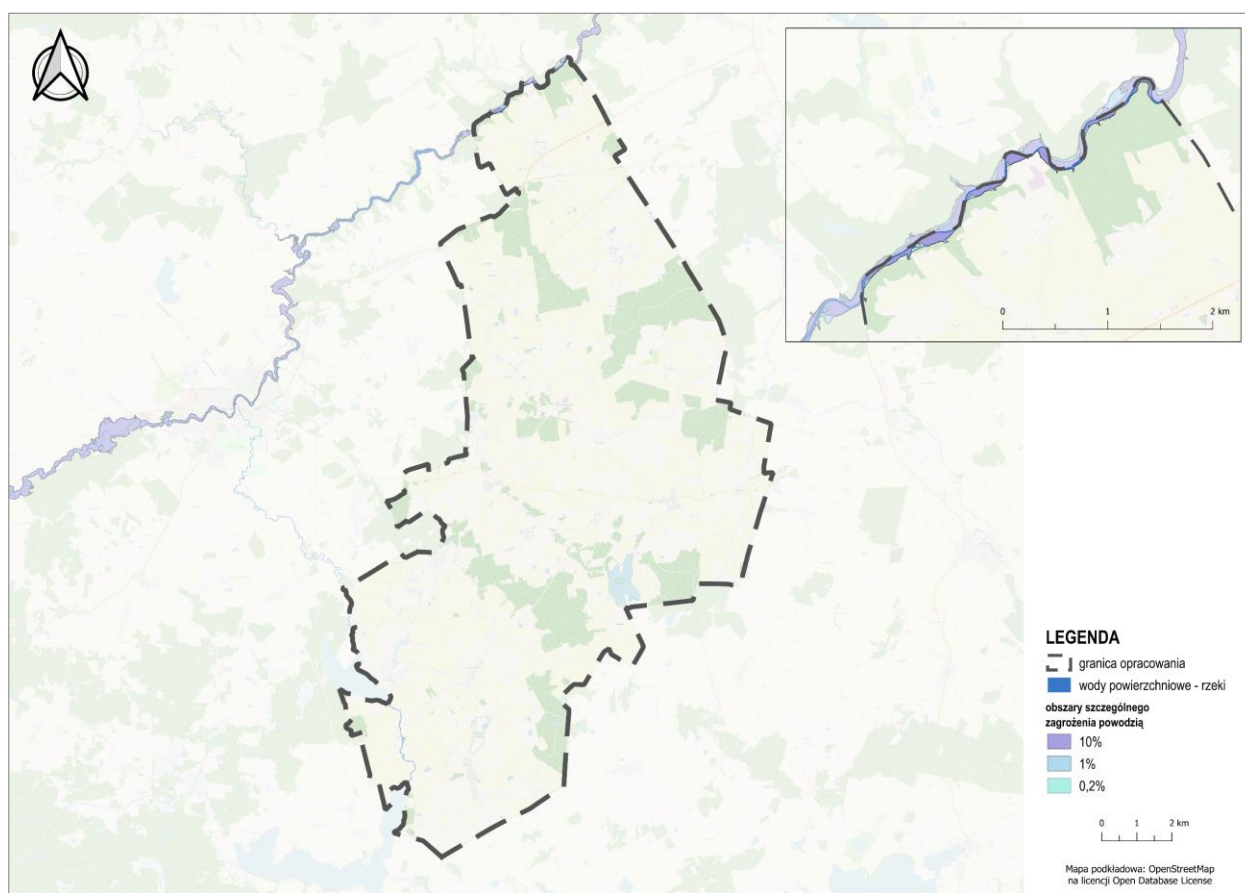 0 1 2 km
LEGENDA
granica opracowania
wody powierzchniowe - rzeki
obszary szczególnego
zagrożenia powodzią
10%
1%
0,2%
0 1 2 km
Mapa podkładowa: OpenStreetMap
na licencji Open Database License